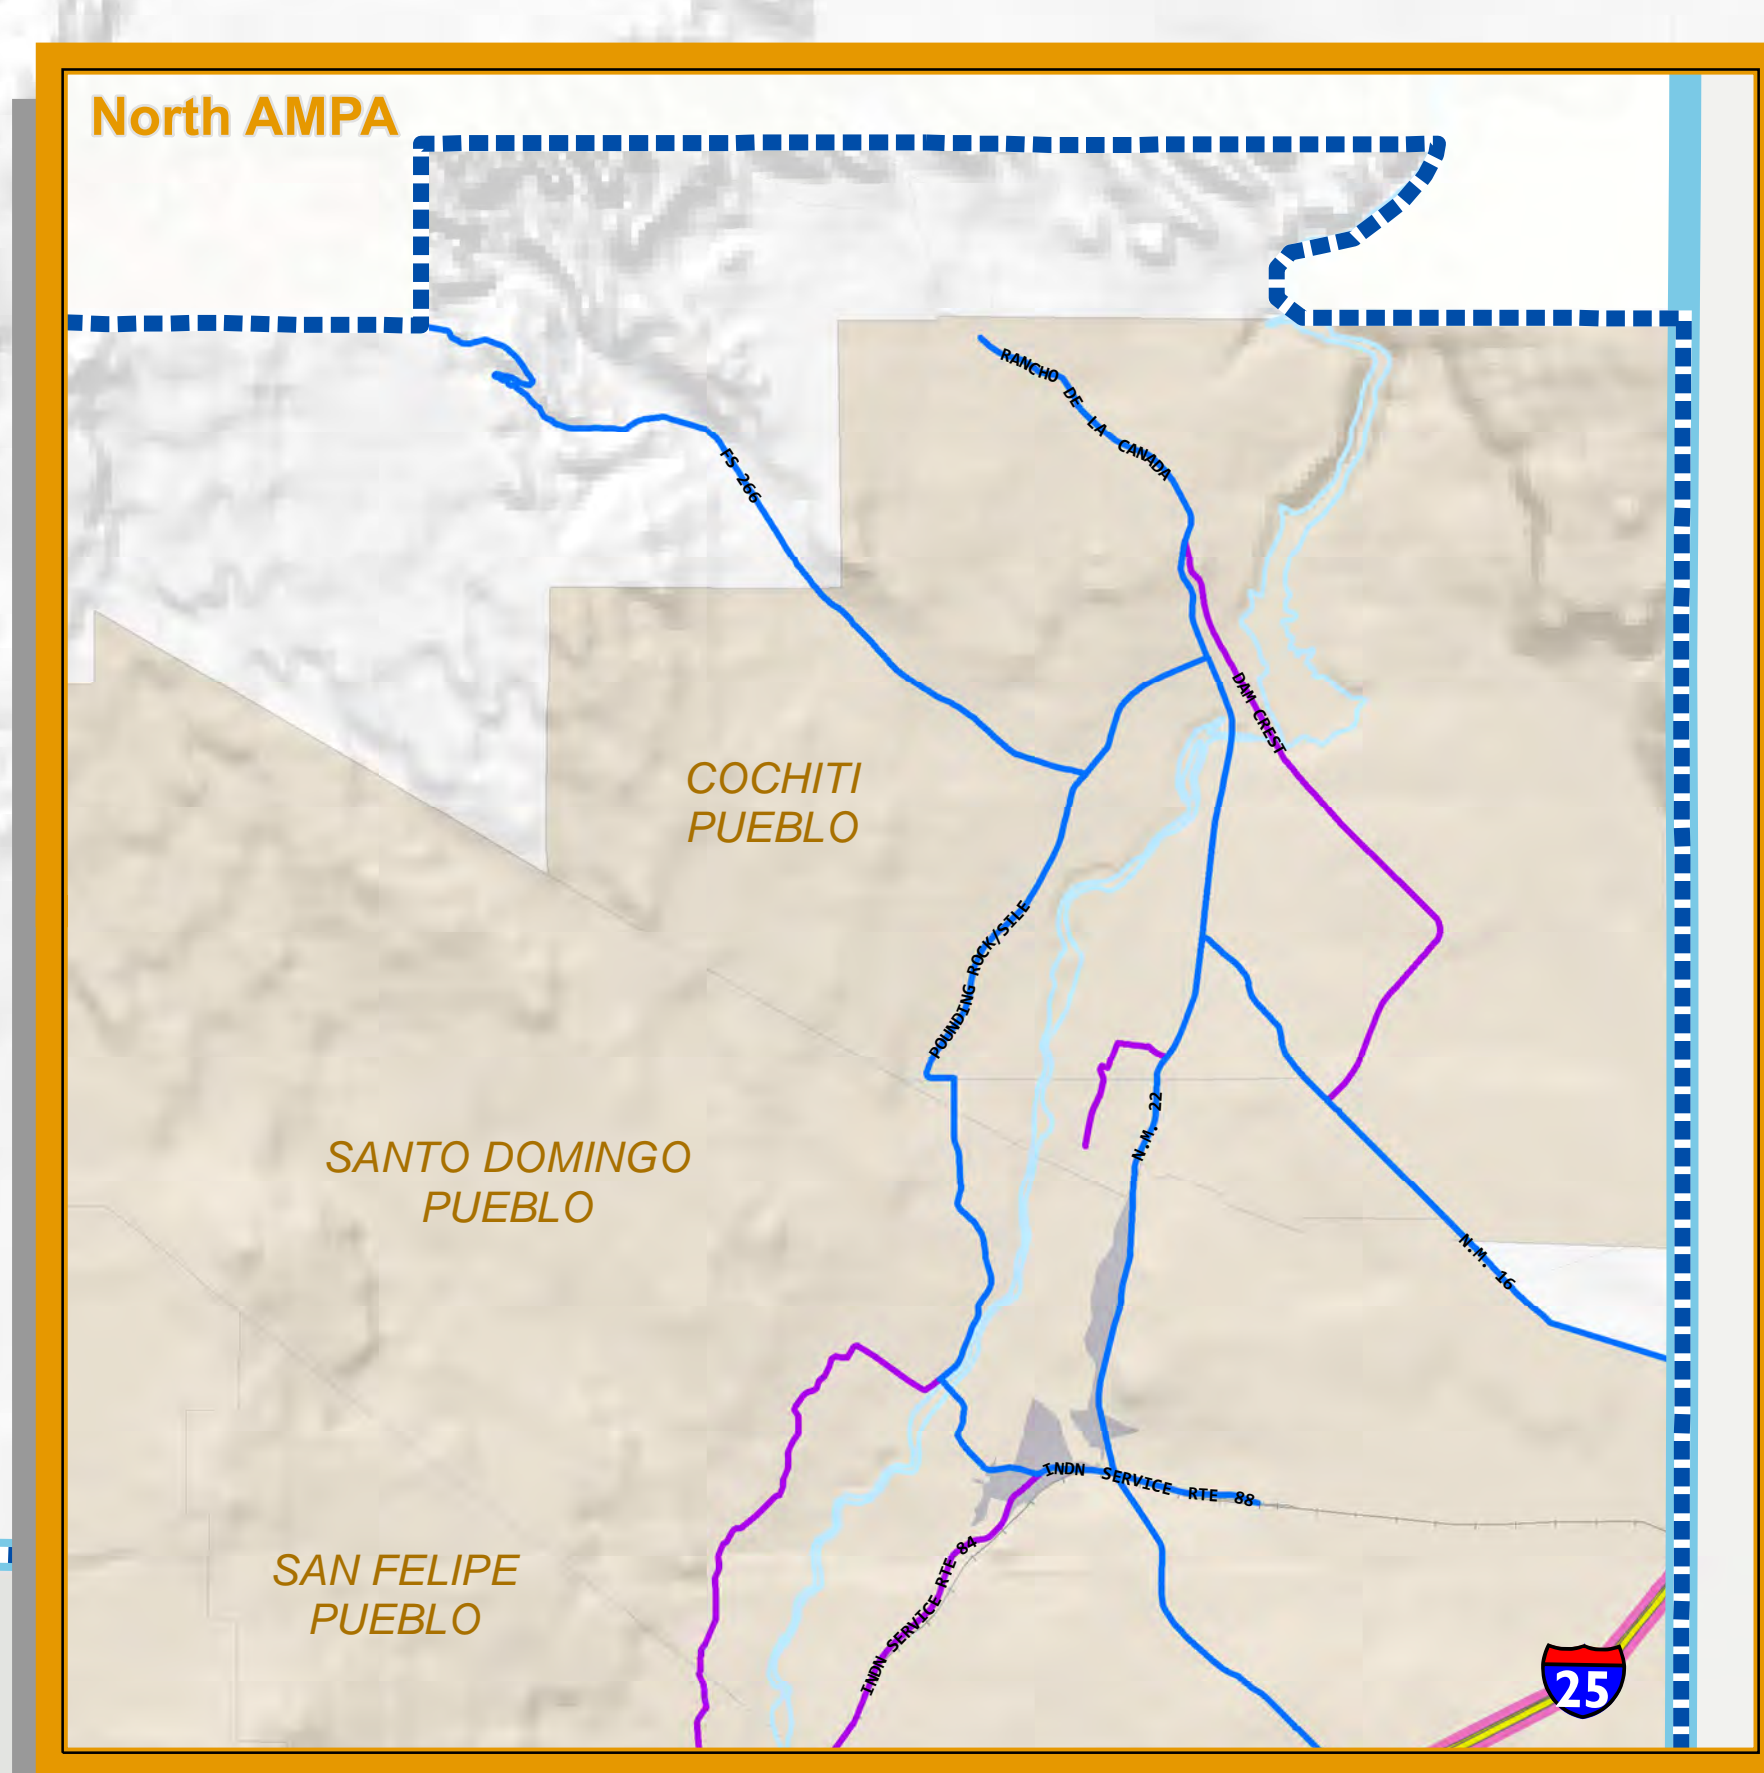 North AMPA
RANCHO DE LA CANADA
FS 266
DAM CREST
COCHITI
PUEBLO
POUNDING ROCK/SILE
N.M. 22
SANTO DOMINGO
PUEBLO
N.M. 16
INDN SERVICE RTE 88
INDN SERVICE RTE 84
SAN FELIPE
PUEBLO
25